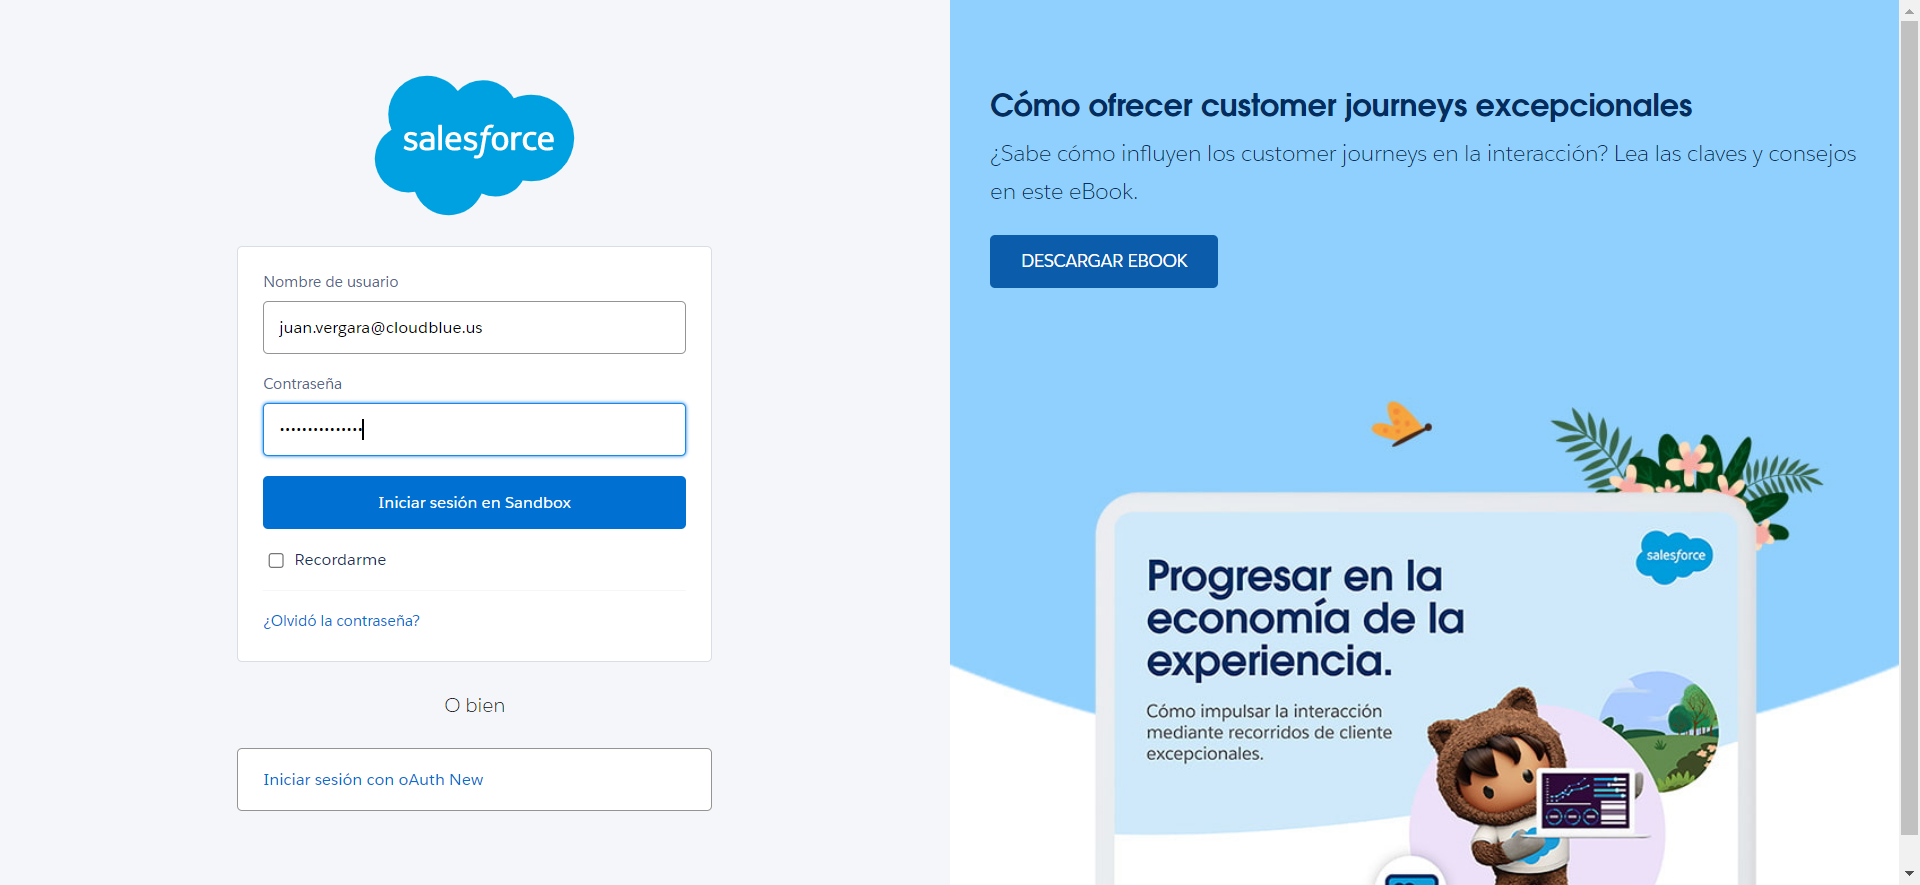 salesforce
Nombre de usuario
juan.vergara@cloudblue.us
Contraseña
•••••••••••••••
Iniciar sesión en Sandbox
Recordarme
¿Olvidó la contraseña?
O bien
Iniciar sesión con oAuth New
Cómo ofrecer customer journeys excepcionales
¿Sabe cómo influyen los customer journeys en la interacción? Lea las claves y consejos
en este eBook.
DESCARGAR EBOOK
salesforce
Progresar en la
economía de la
experiencia.
Cómo impulsar la interacción
mediante recorridos de cliente
excepcionales.